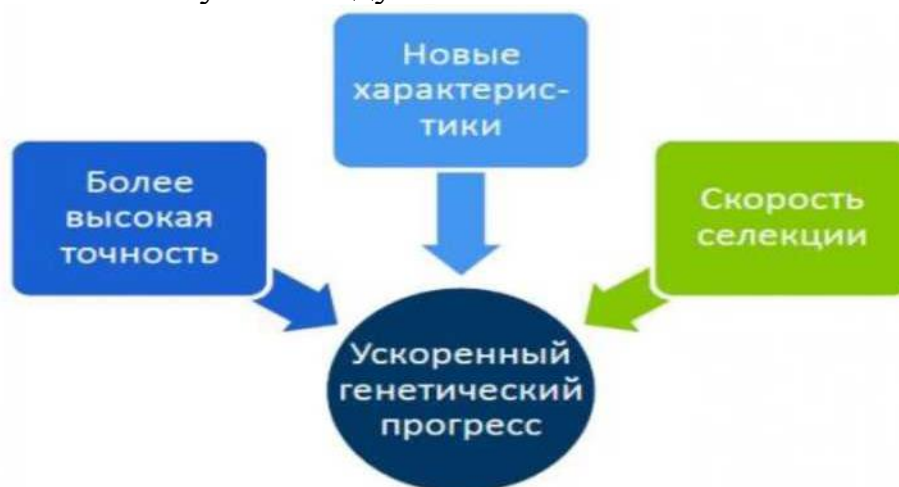 Новые
характерис-
тики
Более
высокая
точность
Скорость
селекции
Ускоренный
генетический
прогресс